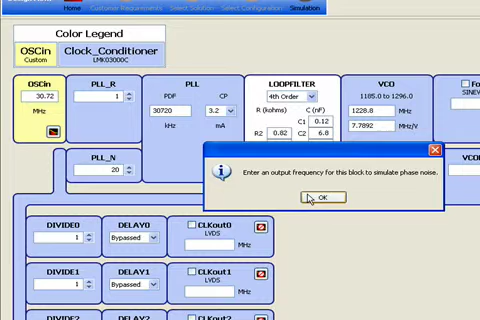 Home
Customer Requirements
Select Solution
Select Configuration
Simulation
Color Legend
OSCin
Custom
Clock_Conditioner
LMK03000C
OSCin
30.72
MHz
PLL_R
1
PLL
PDF
CP
30720
3.2
kHz
mA
LOOPFILTER
4th Order
R (kohms)
C (nF)
C1
0.12
R2
0.82
C2
6.8
VCO
1185.0 to 1296.0
1228.8
MHz
7.7892
MHz/V
PLL_N
20
Enter an output frequency for this block to simulate phase noise.
OK
DIVIDE0
1
DELAY0
Bypassed
CLKout0
LVDS
MHz
DIVIDE1
1
DELAY1
Bypassed
CLKout1
LVDS
MHz
DIVIDE2
DELAY2
CLKout2